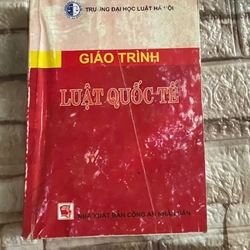 TRƯỜNG ĐẠI HỌC LUẬT HÀ NỘI
GIÁO TRÌNH
LUẬT QUỐC TẾ
NHÀ XUẤT BẢN CÔNG AN NHÂN DÂN